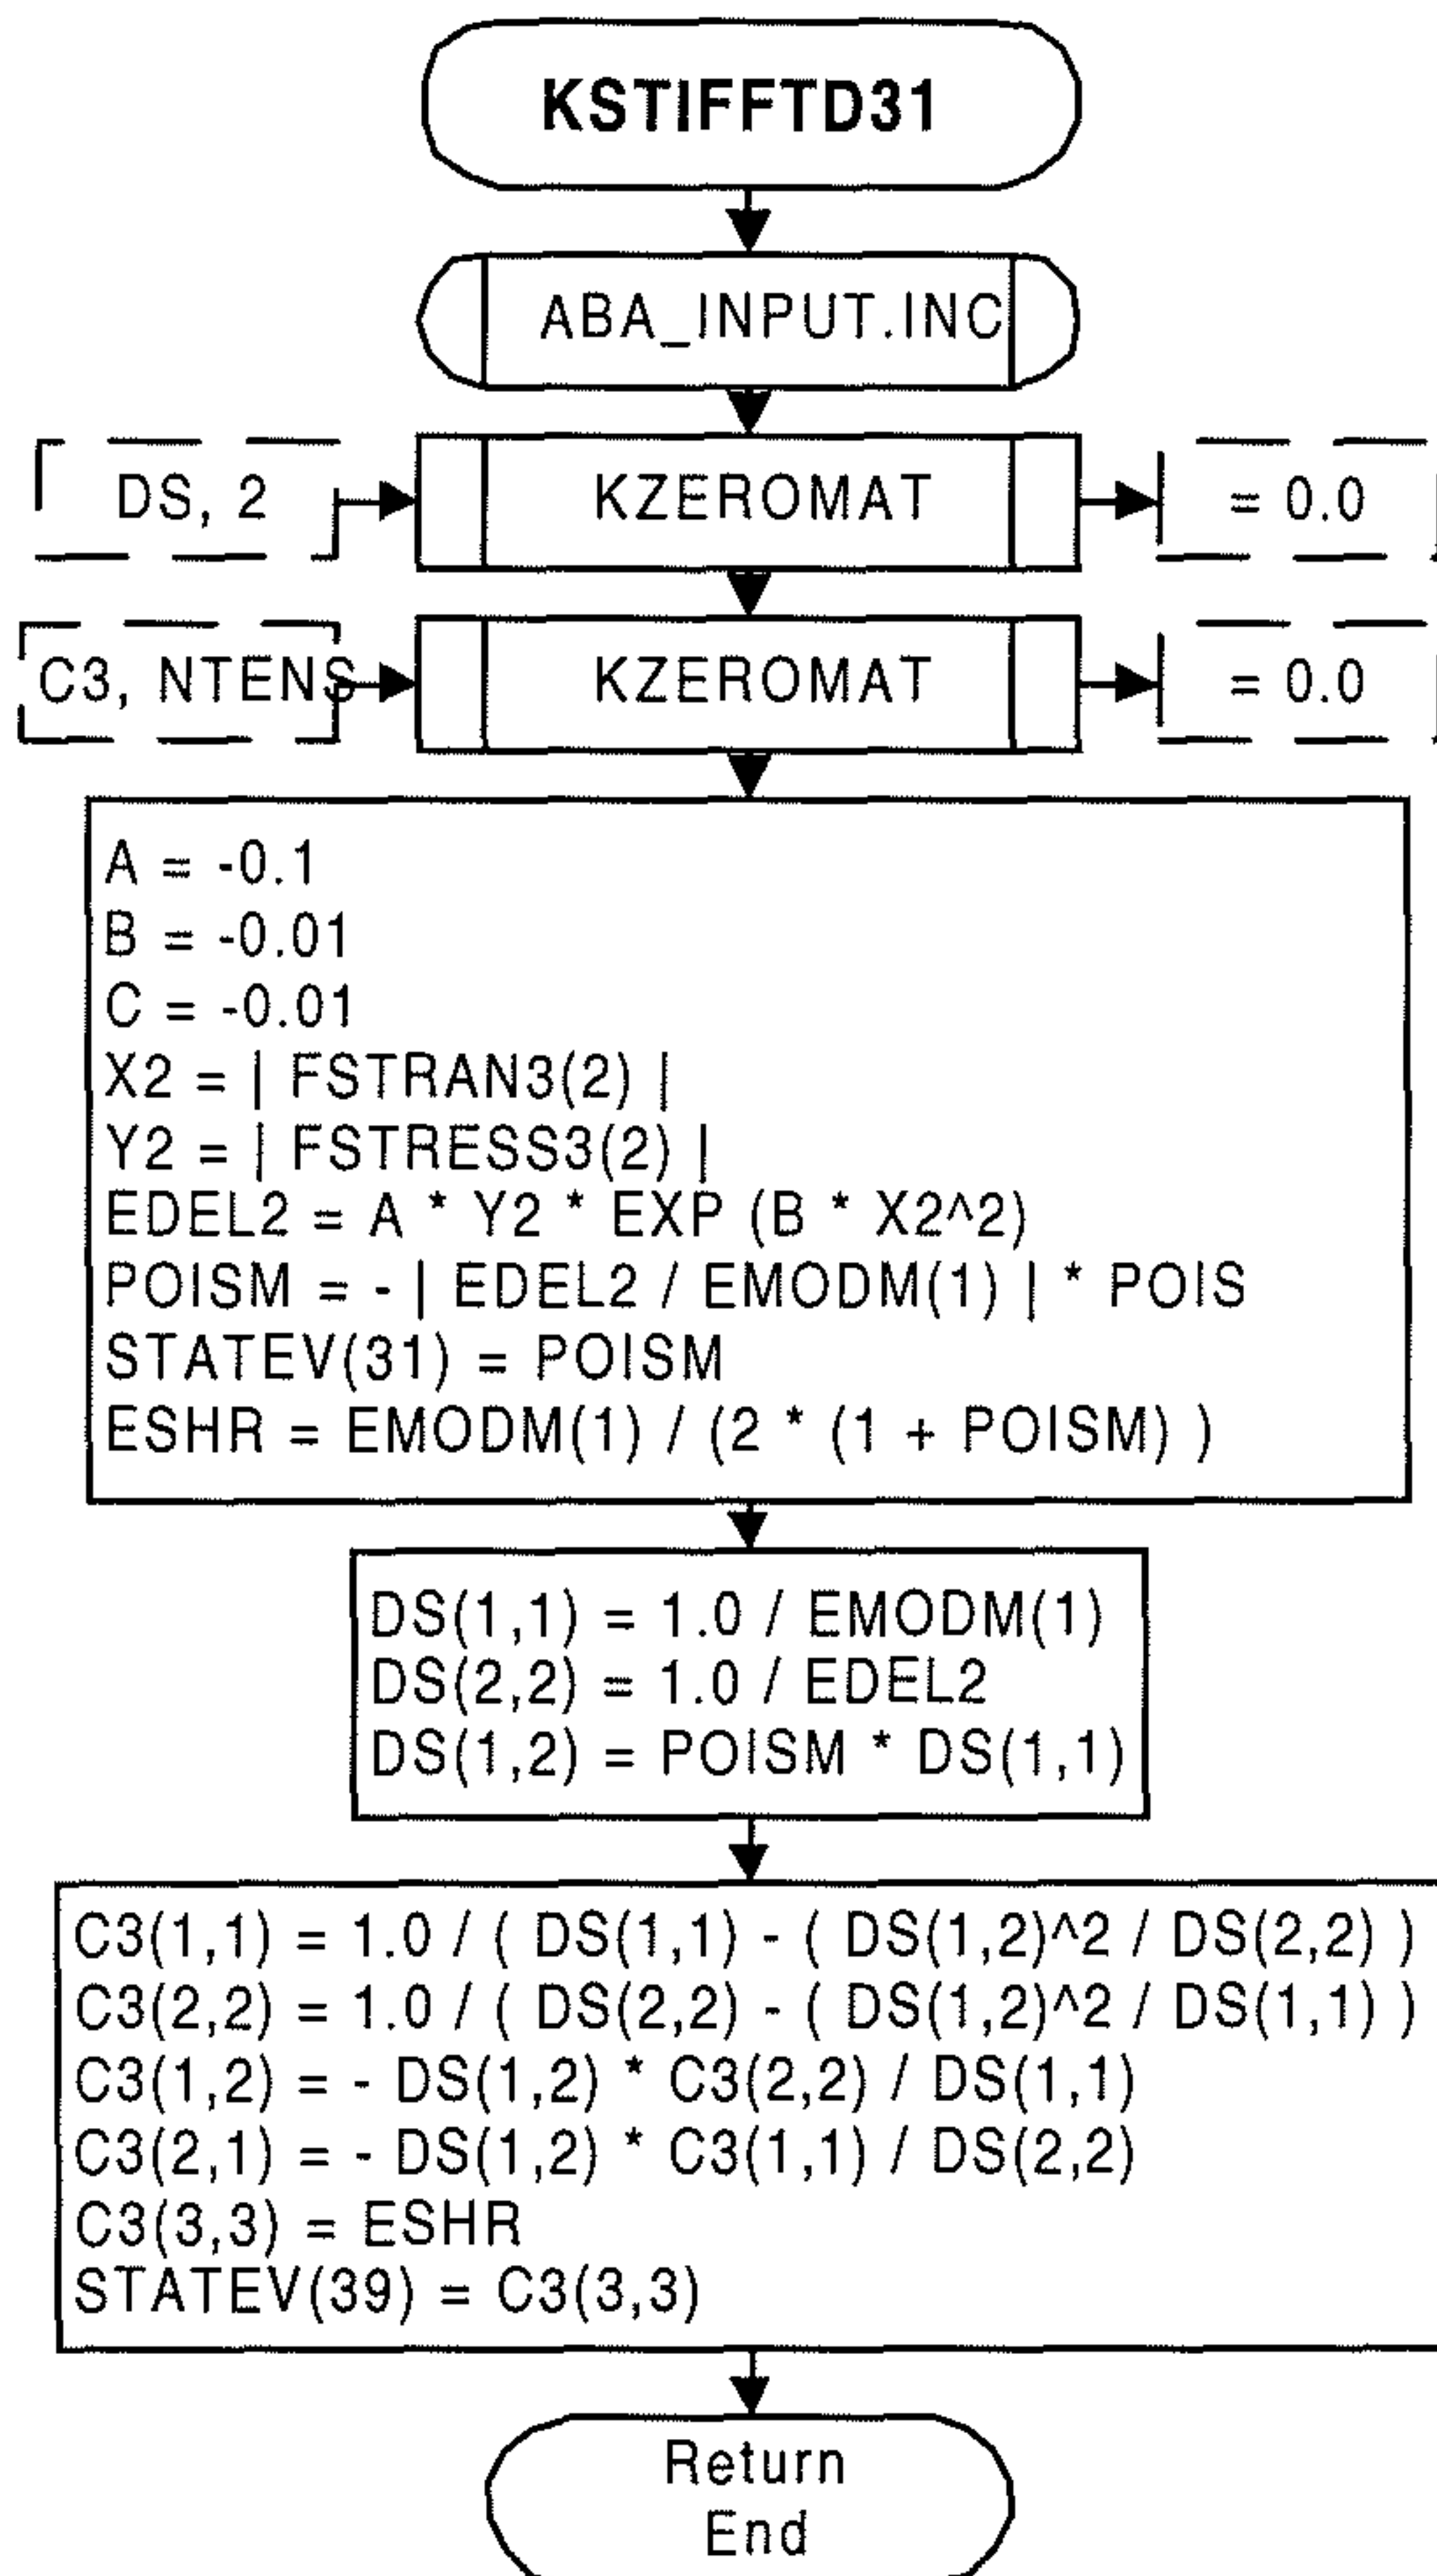 KSTIFFTD31
ABA_INPUT.INC
DS, 2
KZEROMAT
= 0.0
C3, NTENS
KZEROMAT
= 0.0
A = -0.1
B = -0.01
C = -0.01
X2 = | FSTRAN3(2) |
Y2 = | FSTRESS3(2) |
EDEL2 = A * Y2 * EXP (B * X2^2)
POISM = - | EDEL2 / EMODM(1) | * POIS
STATEV(31) = POISM
ESHR = EMODM(1) / (2 * (1 + POISM) )
DS(1,1) = 1.0 / EMODM(1)
DS(2,2) = 1.0 / EDEL2
DS(1,2) = POISM * DS(1,1)
C3(1,1) = 1.0 / ( DS(1,1) - ( DS(1,2)^2 / DS(2,2) )
C3(2,2) = 1.0 / ( DS(2,2) - ( DS(1,2)^2 / DS(1,1) )
C3(1,2) = - DS(1,2) * C3(2,2) / DS(1,1)
C3(2,1) = - DS(1,2) * C3(1,1) / DS(2,2)
C3(3,3) = ESHR
STATEV(39) = C3(3,3)
Return
End